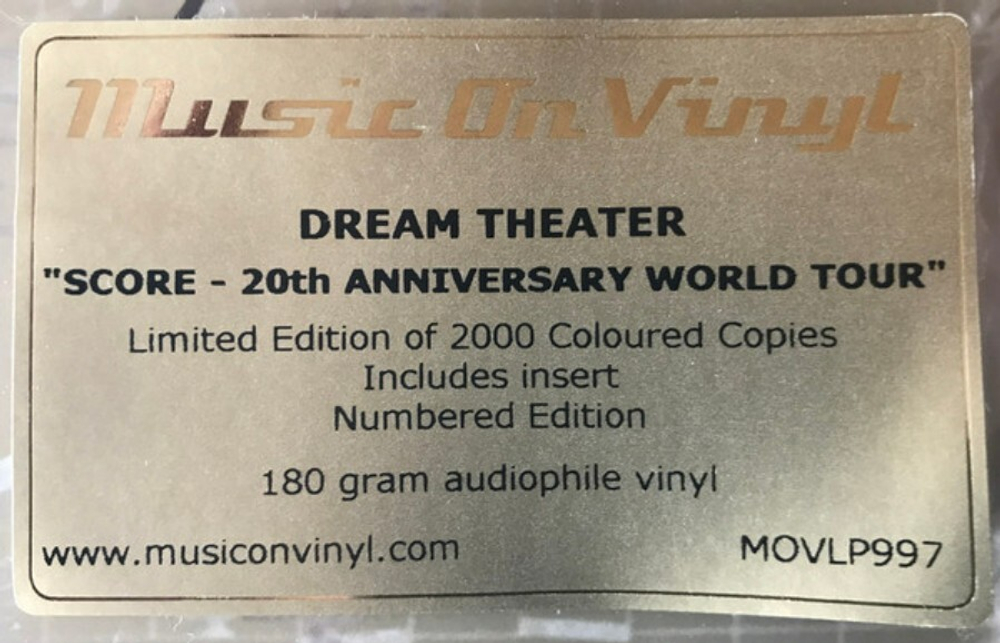 Music On Vinyl
DREAM THEATER
"SCORE - 20th ANNIVERSARY WORLD TOUR"
Limited Edition of 2000 Coloured Copies
Includes insert
Numbered Edition
180 gram audiophile vinyl
www.musiconvinyl.com MOVLP997